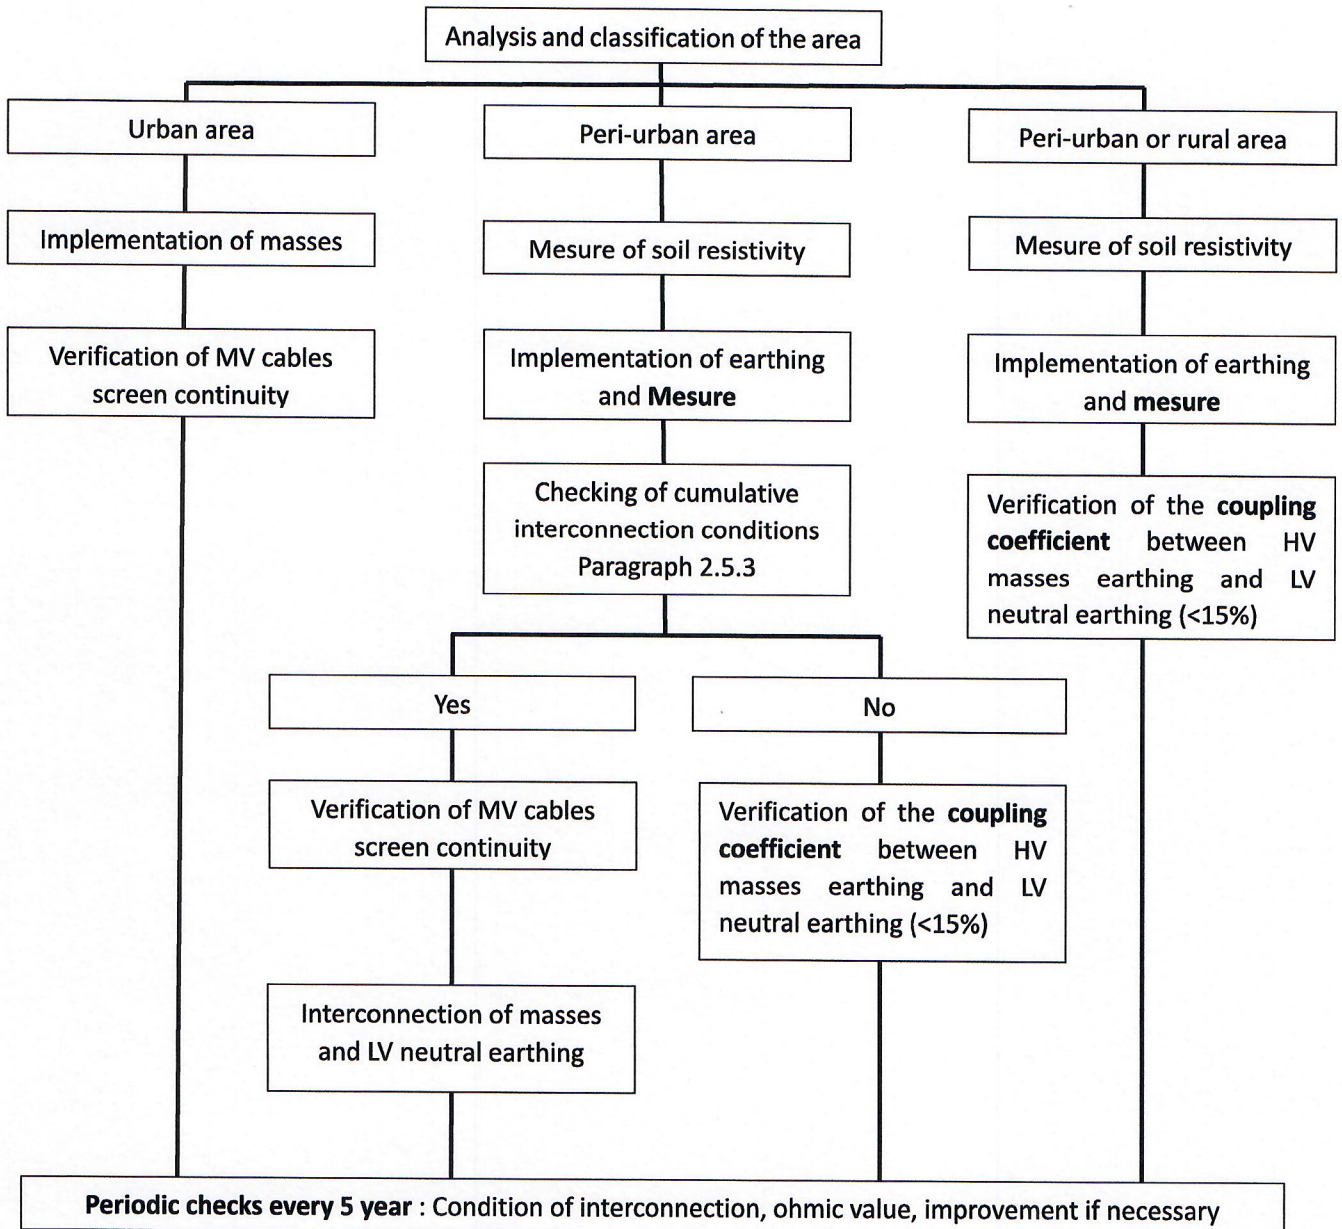 Analysis and classification of the area
Urban area
Peri-urban area
Peri-urban or rural area
Implementation of masses
Mesure of soil resistivity
Mesure of soil resistivity
Verification of MV cables
screen continuity
Implementation of earthing
and Mesure
Implementation of earthing
and mesure
Checking of cumulative
interconnection conditions
Paragraph 2.5.3
Verification of the coupling
coefficient between HV
masses earthing and LV
neutral earthing (<15%)
Yes
No
Verification of MV cables
screen continuity
Verification of the coupling
coefficient between HV
masses earthing and LV
neutral earthing (<15%)
Interconnection of masses
and LV neutral earthing
Periodic checks every 5 year : Condition of interconnection, ohmic value, improvement if necessary